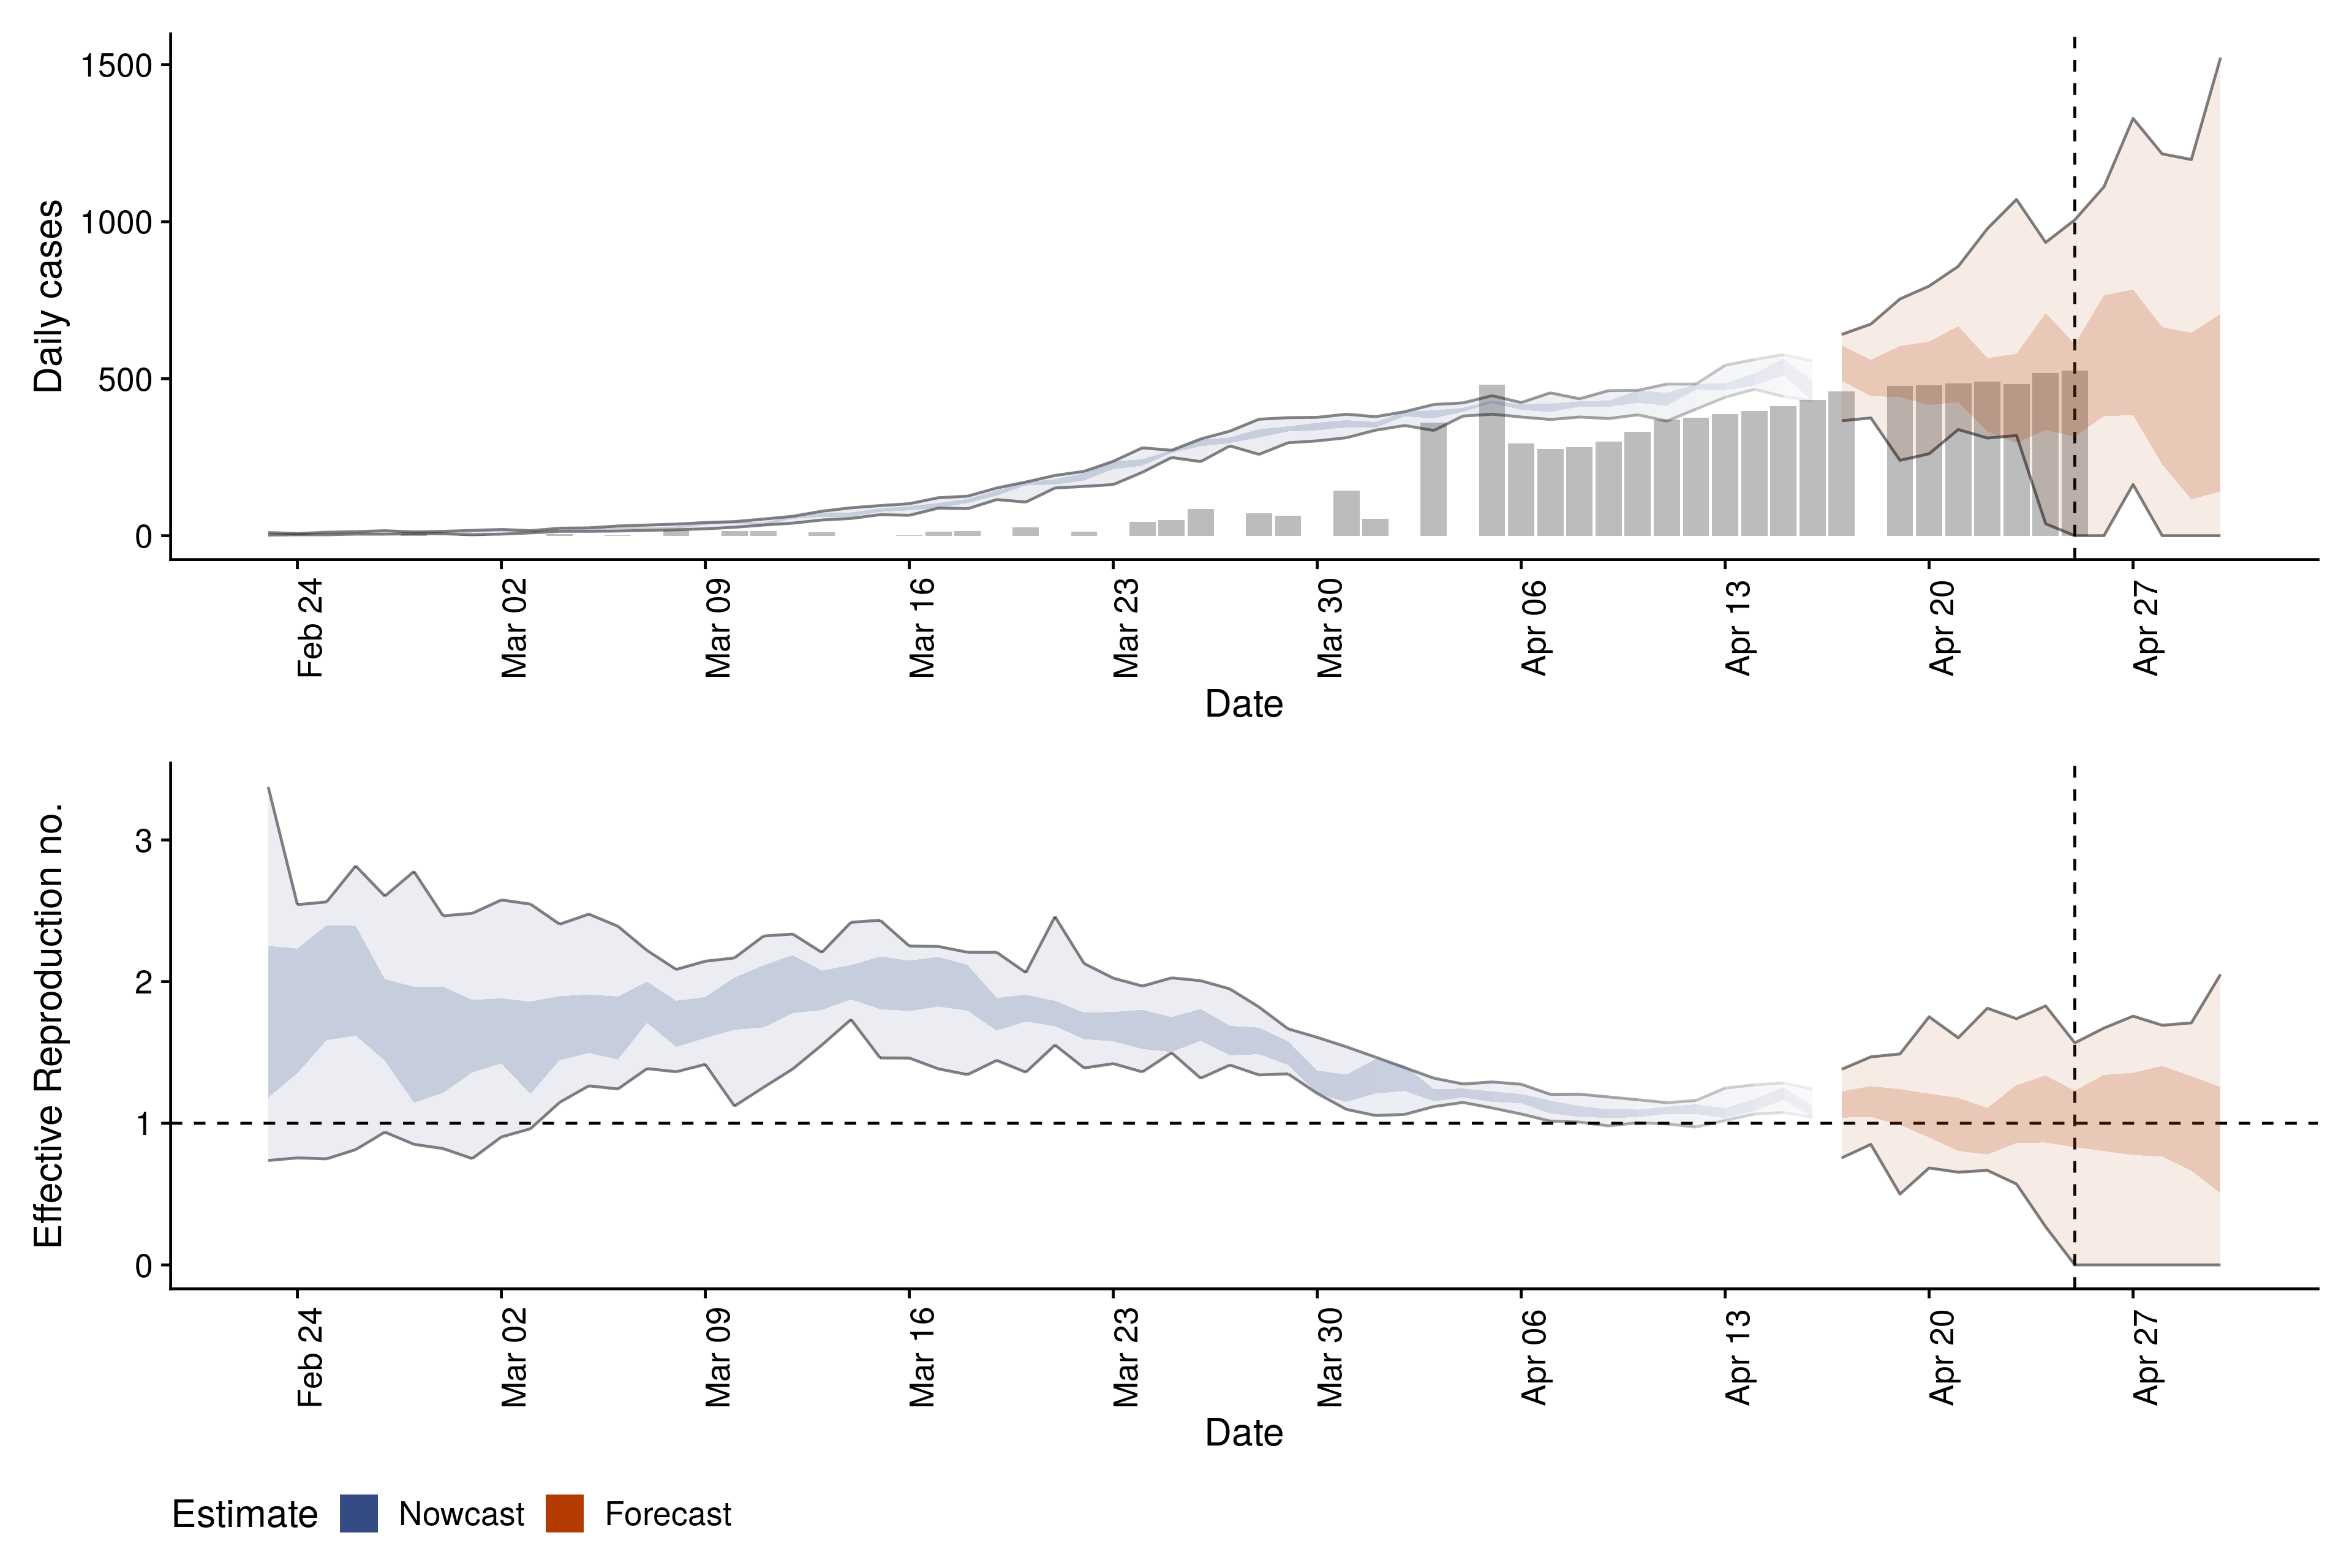 Daily cases
1500
1000
500
0
Feb 24
Mar 02
Mar 09
Mar 16
Mar 23
Mar 30
Apr 06
Apr 13
Apr 20
Apr 27
Date
Effective Reproduction no.
3
2
1
0
Feb 24
Mar 02
Mar 09
Mar 16
Mar 23
Mar 30
Apr 06
Apr 13
Apr 20
Apr 27
Date
Estimate Nowcast Forecast